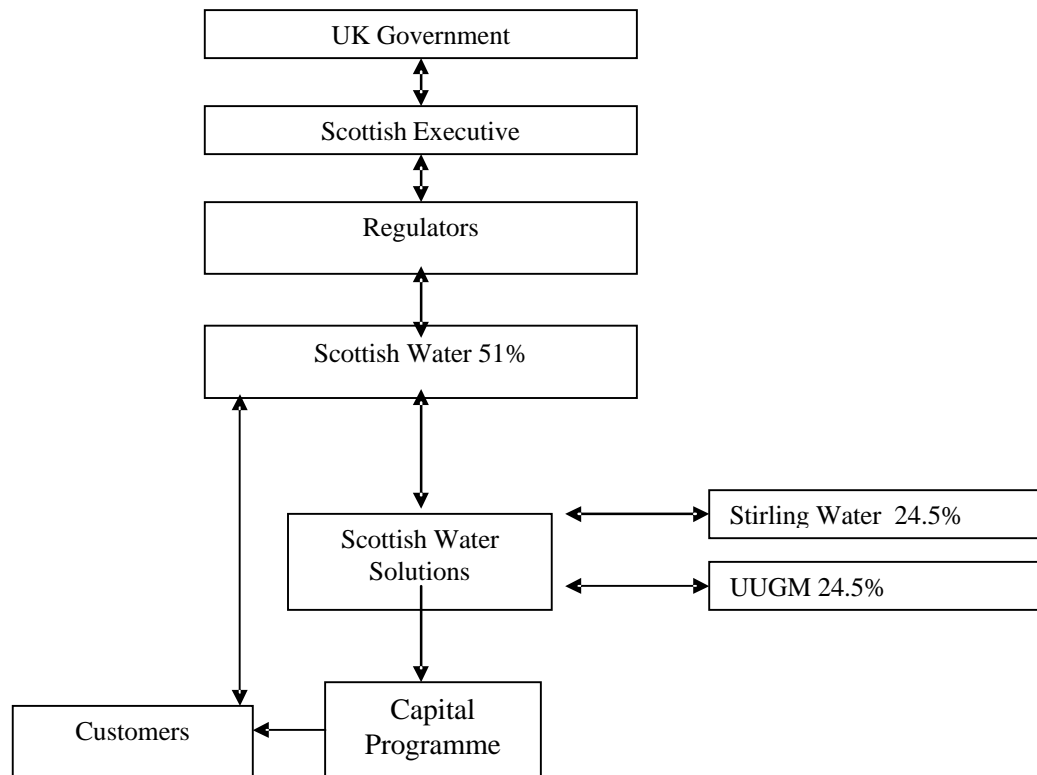 UK Government
Scottish Executive
Regulators
Scottish Water 51%
Scottish Water
Solutions
Stirling Water 24.5%
UUGM 24.5%
Capital
Programme
Customers